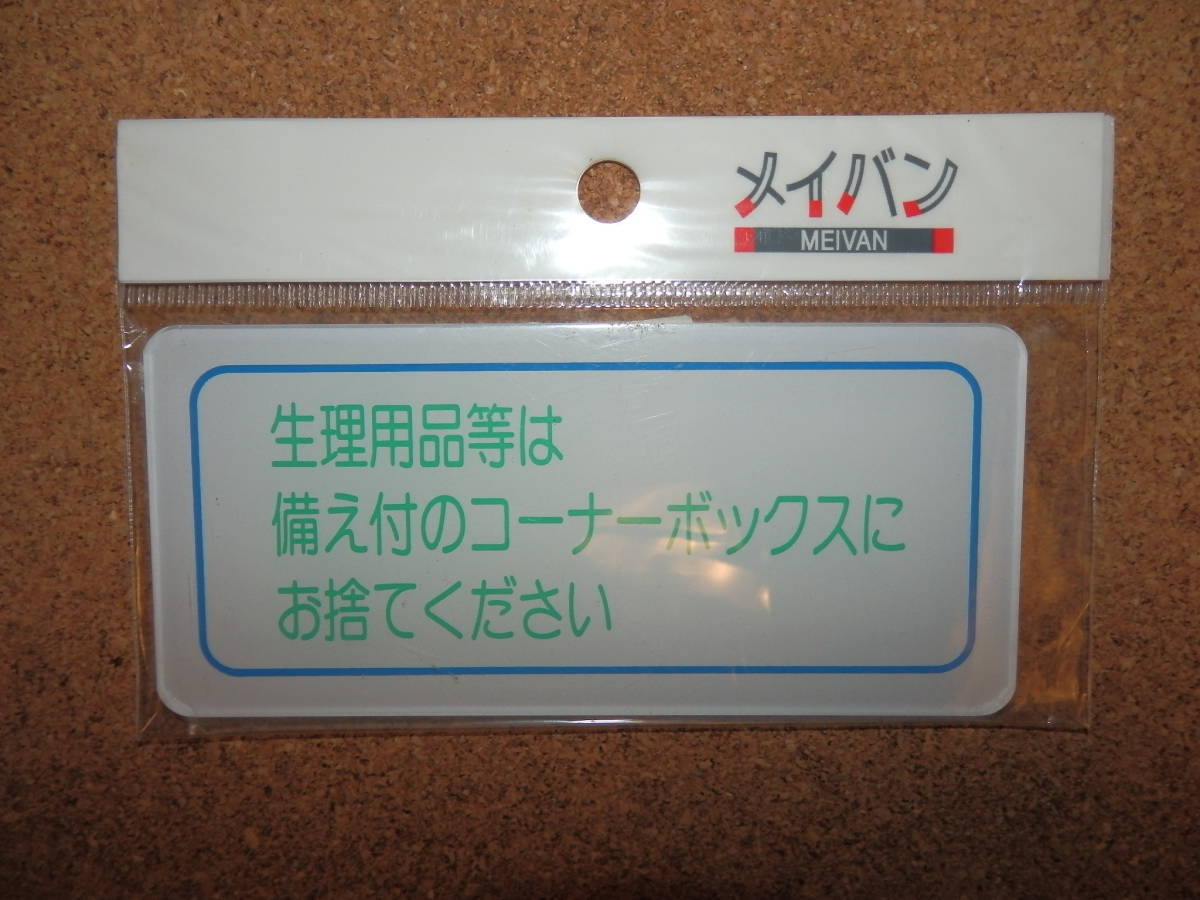 メイバン
MEIVAN
生理用品等は
備え付のコーナーボックスに
お捨てください